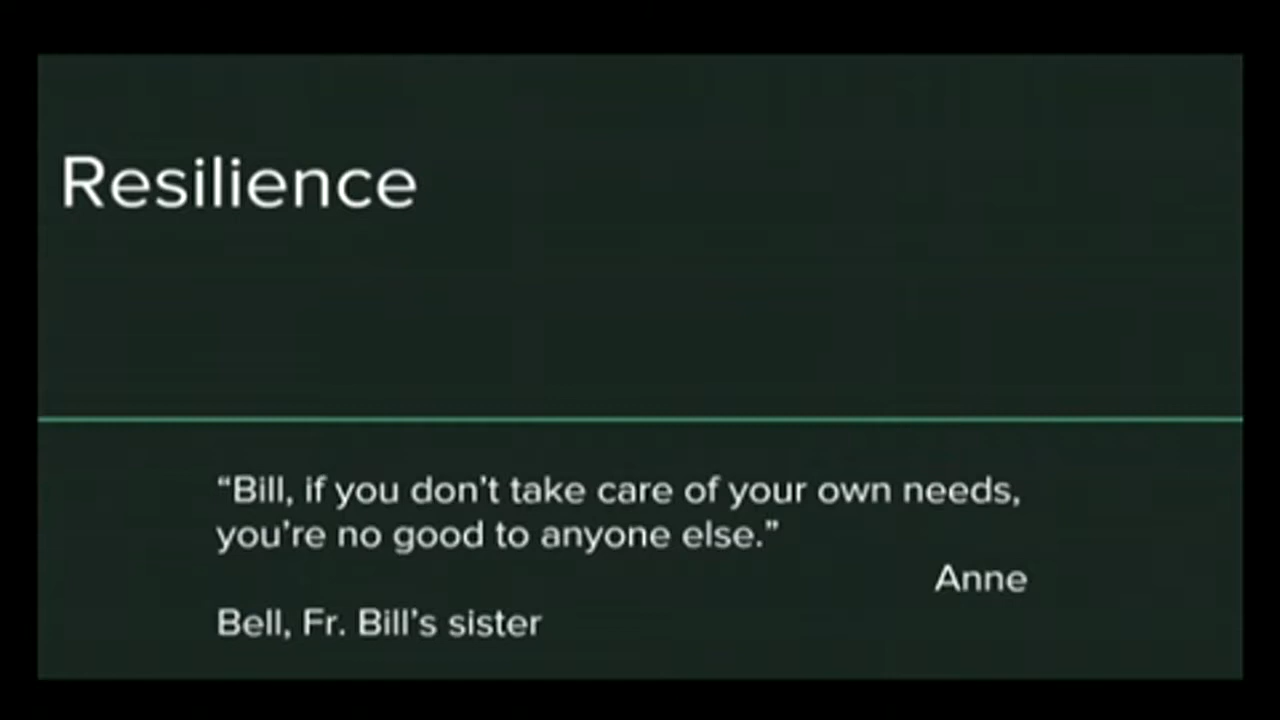 Resilience
“Bill, if you don’t take care of your own needs,
you’re no good to anyone else.”
Anne
Bell, Fr. Bill’s sister